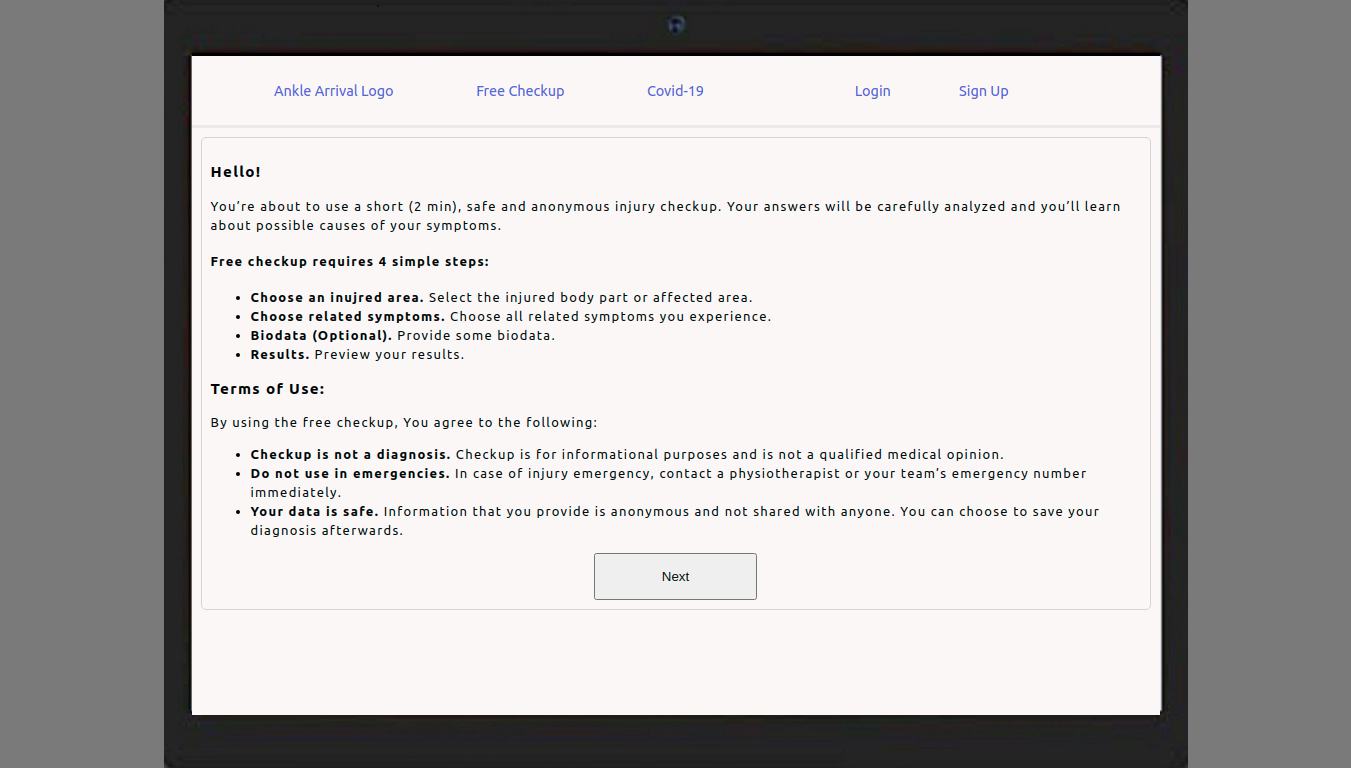 Ankle Arrival Logo Free Checkup Covid-19 Login Sign Up
Hello!
You’re about to use a short (2 min), safe and anonymous injury checkup. Your answers will be carefully analyzed and you’ll learn
about possible causes of your symptoms.
Free checkup requires 4 simple steps:
• Choose an inujred area. Select the injured body part or affected area.
• Choose related symptoms. Choose all related symptoms you experience.
• Biodata (Optional). Provide some biodata.
• Results. Preview your results.
Terms of Use:
By using the free checkup, You agree to the following:
• Checkup is not a diagnosis. Checkup is for informational purposes and is not a qualified medical opinion.
• Do not use in emergencies. In case of injury emergency, contact a physiotherapist or your team’s emergency number
immediately.
• Your data is safe. Information that you provide is anonymous and not shared with anyone. You can choose to save your
diagnosis afterwards.
Next